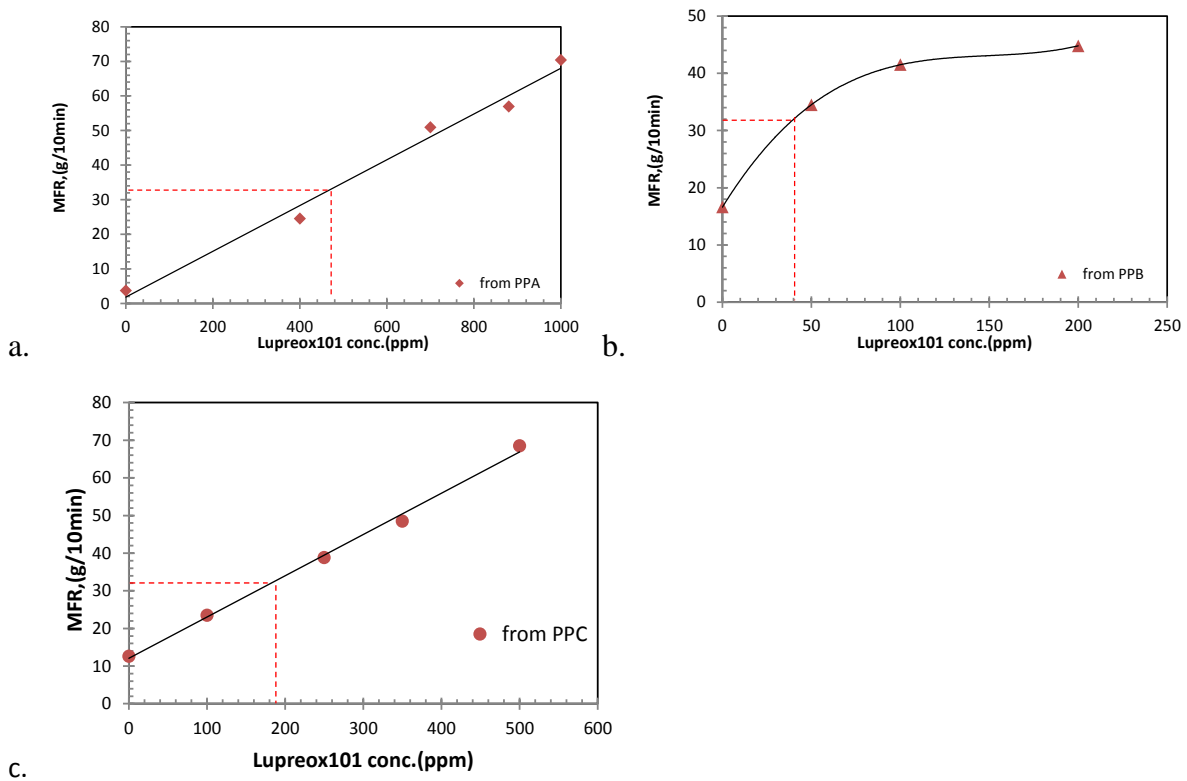 80
70
60
50
40
30
20
10
0
MFR,(g/10min)
from PPA
0 200 400 600 800 1000
Lupreox101 conc.(ppm)
a.
50
40
30
20
10
0
MFR,(g/10min)
from PPB
0 50 100 150 200 250
Lupreox101 conc.(ppm)
b.
80
70
60
50
40
30
20
10
0
MFR,(g/10min)
from PPC
0 100 200 300 400 500 600
Lupreox101 conc.(ppm)
c.